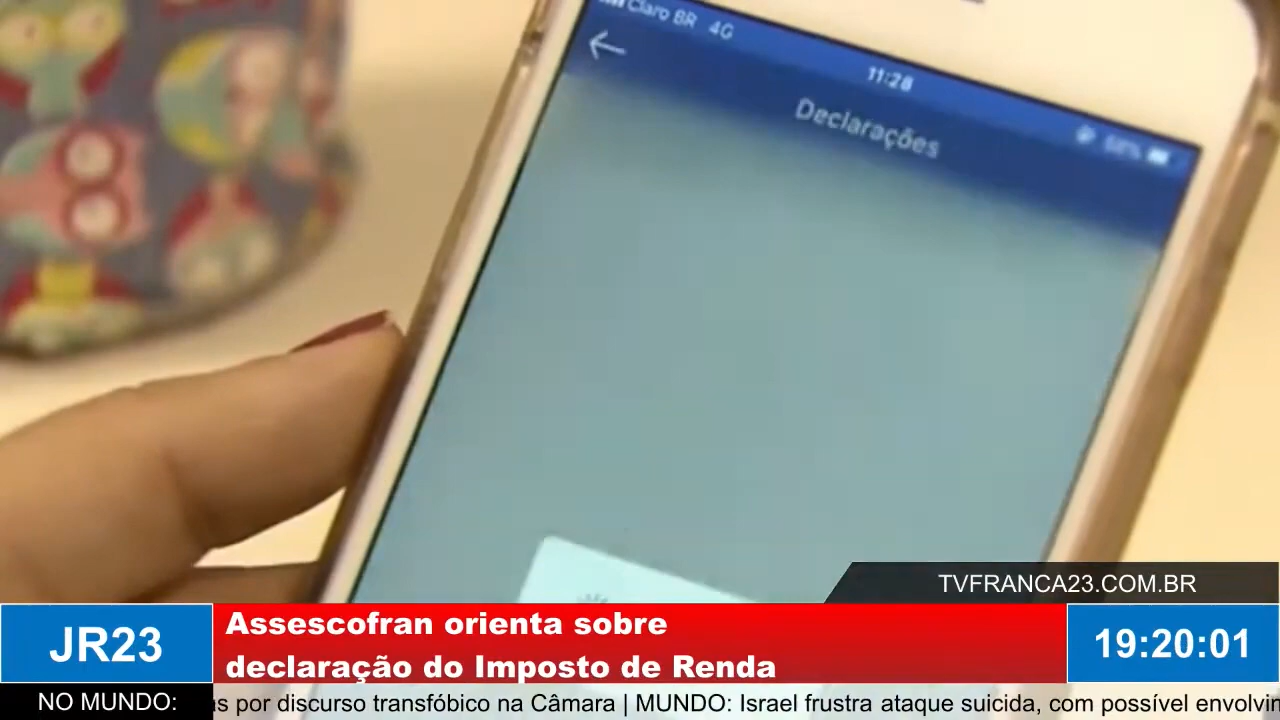 Claro BR 4G
11:28
58%
Declarações
TVFRANCA23.COM.BR
JR23
Assescofran orienta sobre
declaração do Imposto de Renda
19:20:01
NO MUNDO:
por discurso transfóbico na Câmara | MUNDO: Israel frustra ataque suicida, com possível